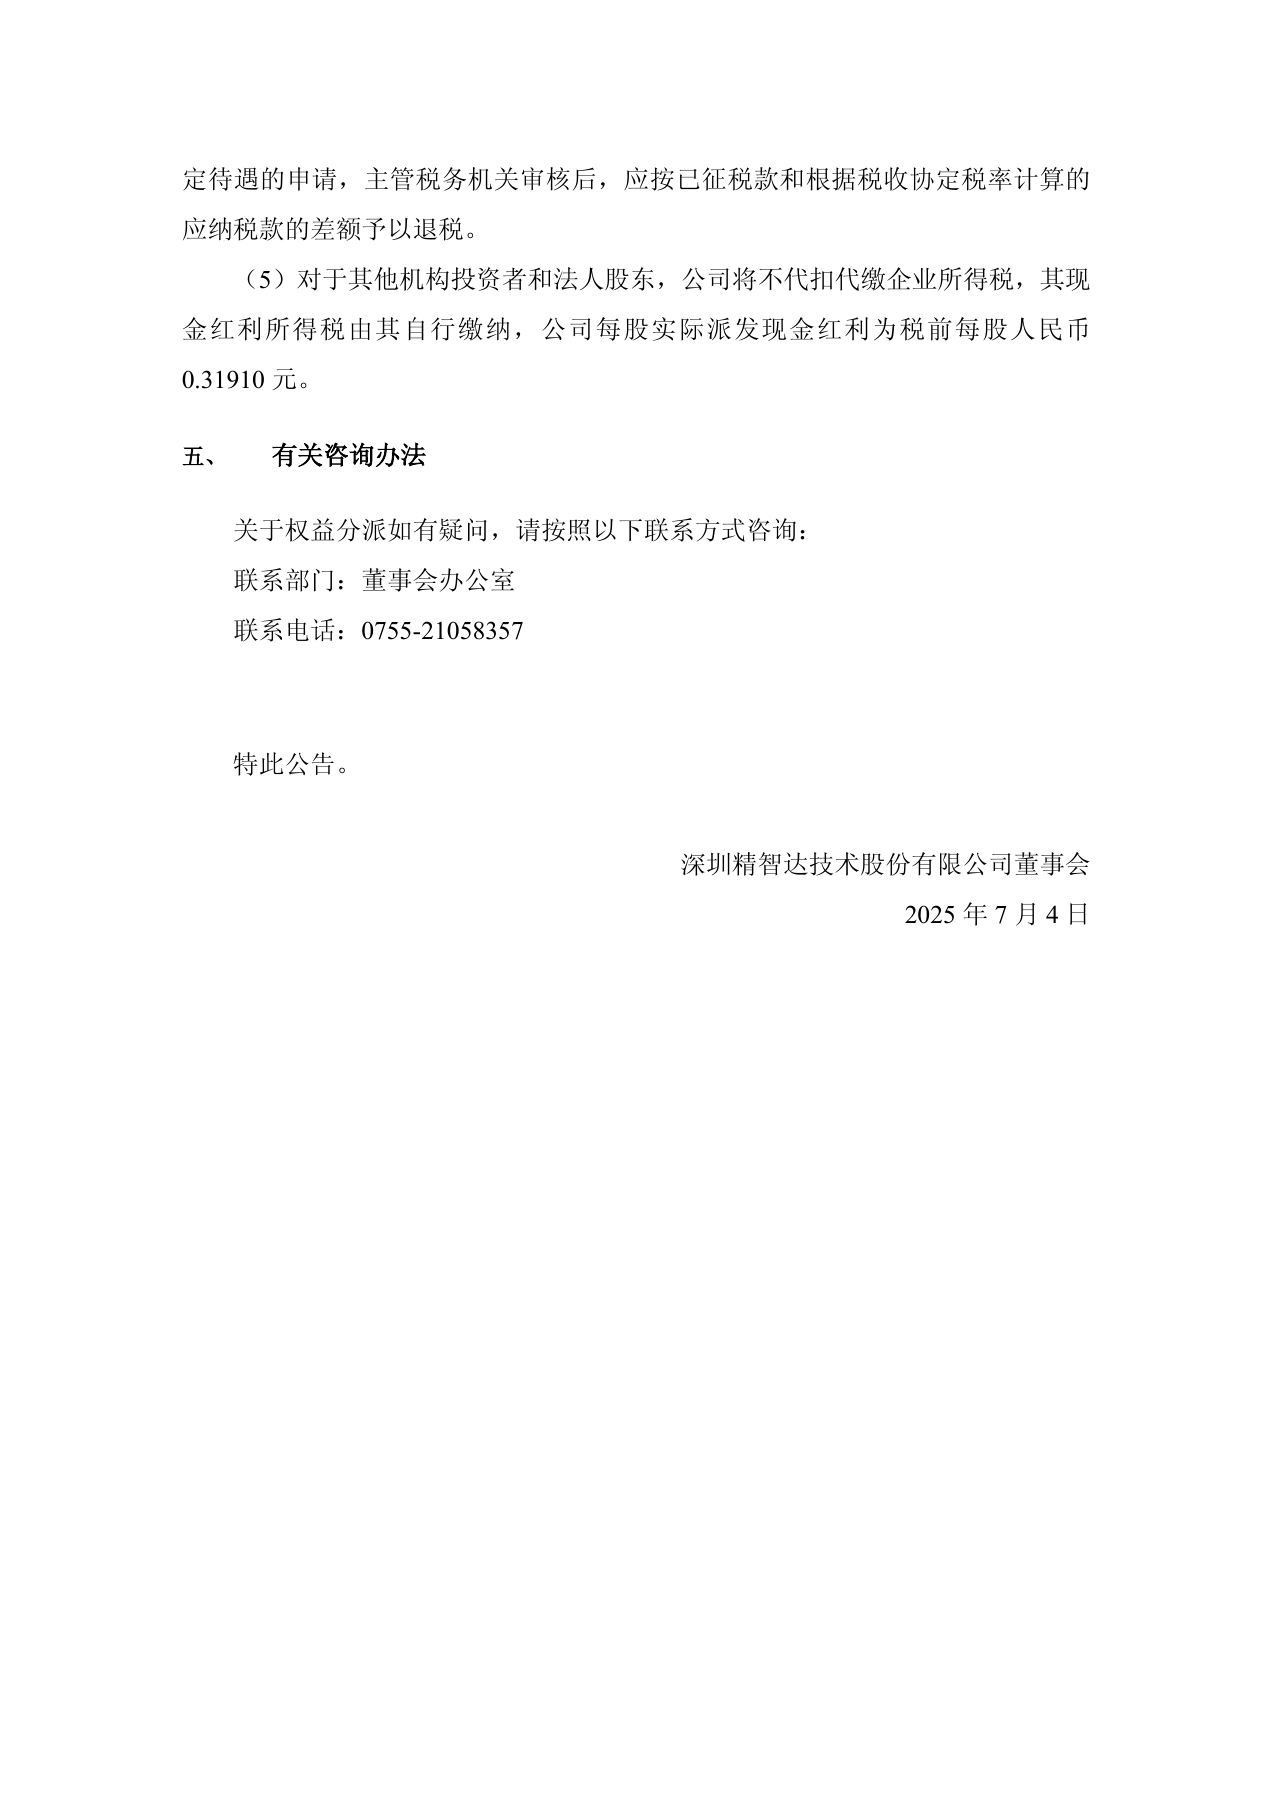 定待遇的申请，主管税务机关审核后，应按已征税款和根据税收协定税率计算的
应纳税款的差额予以退税。
（5）对于其他机构投资者和法人股东，公司将不代扣代缴企业所得税，其现
金红利所得税由其自行缴纳，公司每股实际派发现金红利为税前每股人民币
0.31910 元。
五、 有关咨询办法
关于权益分派如有疑问，请按照以下联系方式咨询：
联系部门：董事会办公室
联系电话：0755-21058357
特此公告。
深圳精智达技术股份有限公司董事会
2025 年 7 月 4 日